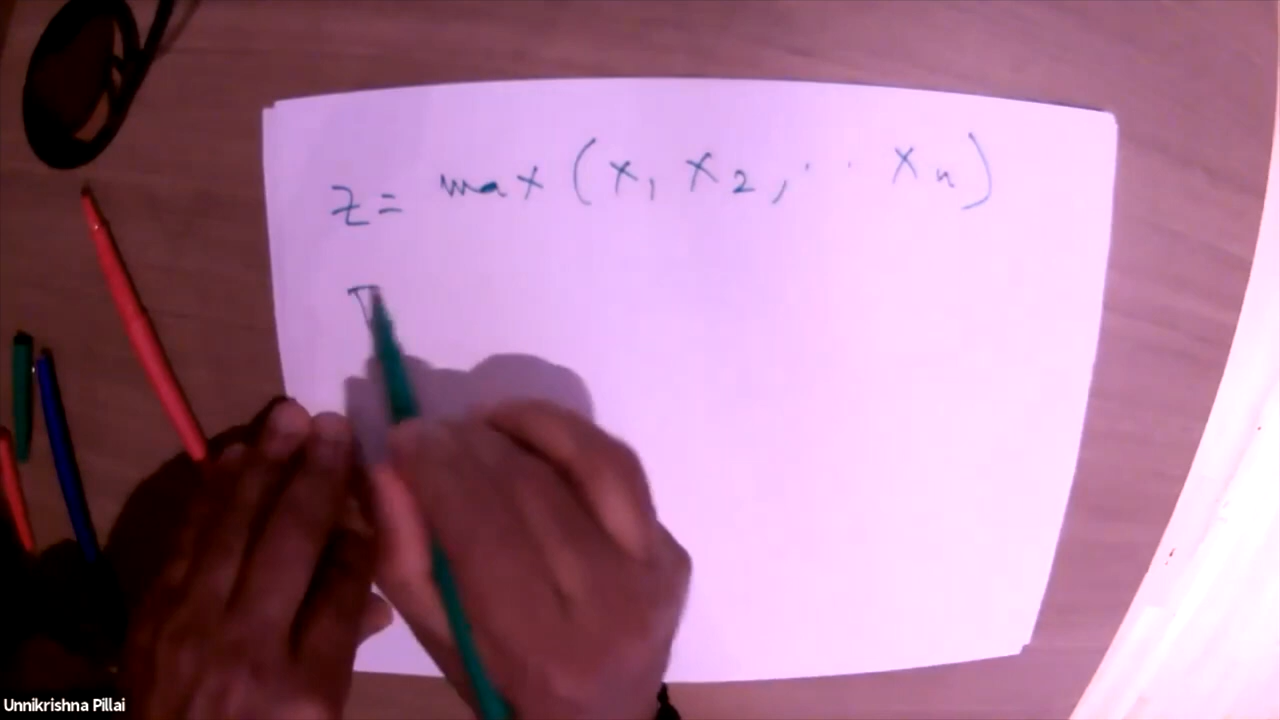 z = max (x1 x2, .. xn)
Unnikrishna Pillai